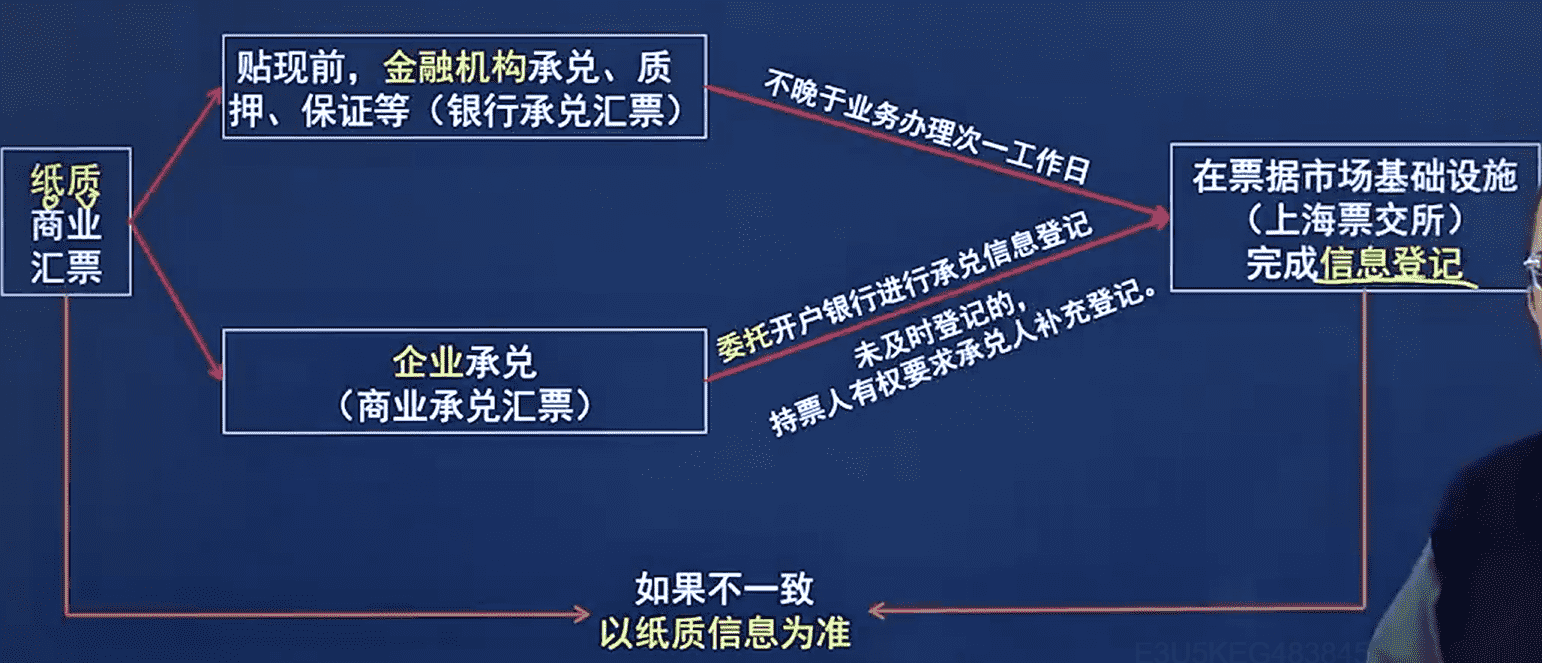 贴现前，金融机构承兑、质
押、保证等（银行承兑汇票）
不晚于业务办理次一工作日
纸质
商业
汇票
在票据市场基础设施
（上海票交所）
完成信息登记
委托开户银行进行承兑信息登记
未及时登记的，
持票人有权要求承兑人补充登记。
企业承兑
（商业承兑汇票）
如果不一致
以纸质信息为准